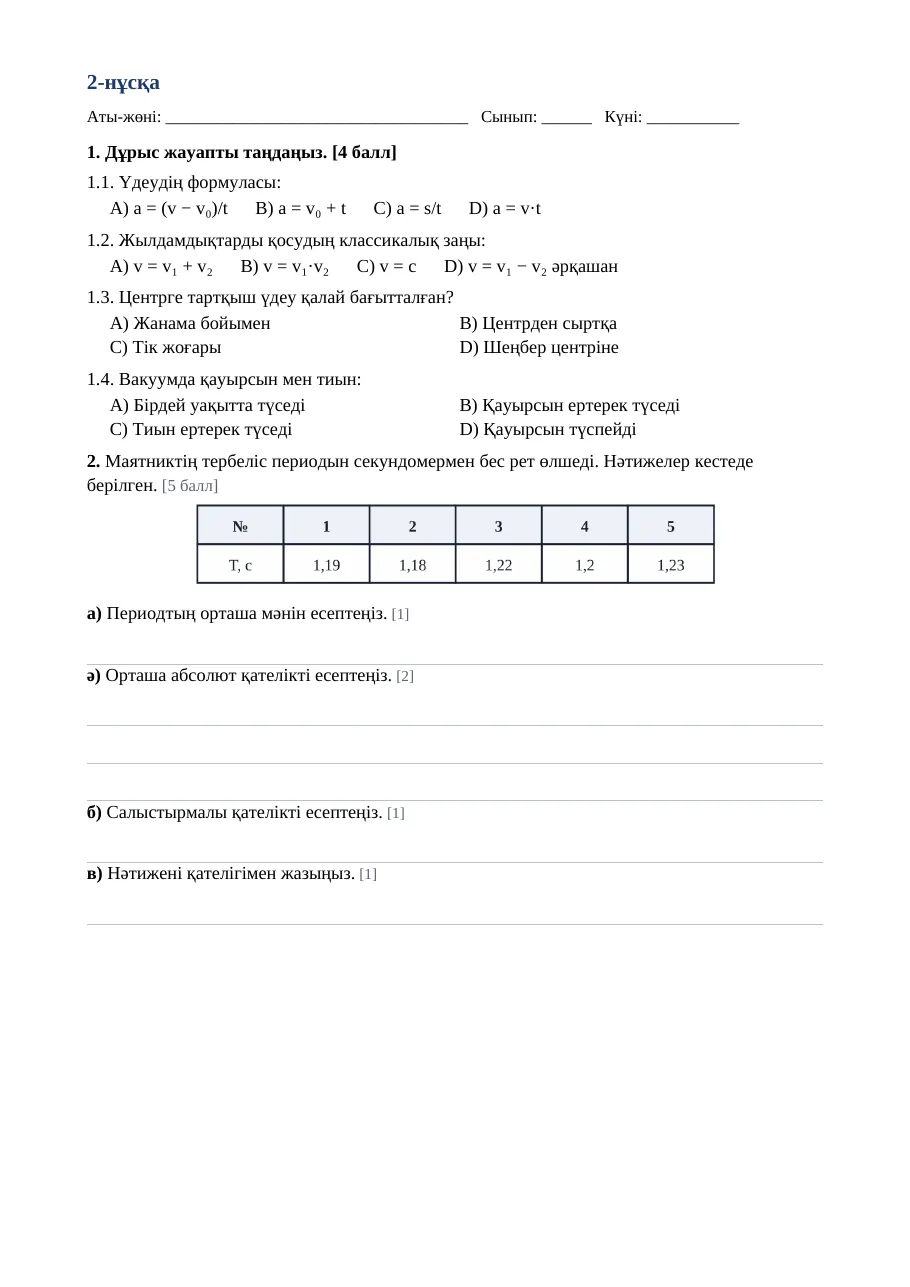 2-нұсқа
Аты-жөні: ____________________________________ Сынып: ______ Күні: ___________
1. Дұрыс жауапты таңдаңыз. [4 балл]
1.1. Үдеудің формуласы:
A) a = (v − v₀)/t B) a = v₀ + t C) a = s/t D) a = v·t
1.2. Жылдамдықтарды қосудың классикалық заңы:
A) v = v₁ + v₂ B) v = v₁·v₂ C) v = c D) v = v₁ − v₂ әрқашан
1.3. Центрге тартқыш үдеу қалай бағытталған?
A) Жанама бойымен B) Центрден сыртқа
C) Тік жоғары D) Шеңбер центріне
1.4. Вакуумда қауырсын мен тиын:
A) Бірдей уақытта түседі B) Қауырсын ертерек түседі
C) Тиын ертерек түседі D) Қауырсын түспейді
2. Маятниктің тербеліс периодын секундомермен бес рет өлшеді. Нәтижелер кестеде
берілген. [5 балл]
№ 1 2 3 4 5
T, с 1,19 1,18 1,22 1,2 1,23
а) Периодтың орташа мәнін есептеңіз. [1]
ә) Орташа абсолют қателікті есептеңіз. [2]
б) Салыстырмалы қателікті есептеңіз. [1]
в) Нәтижені қателігімен жазыңыз. [1]